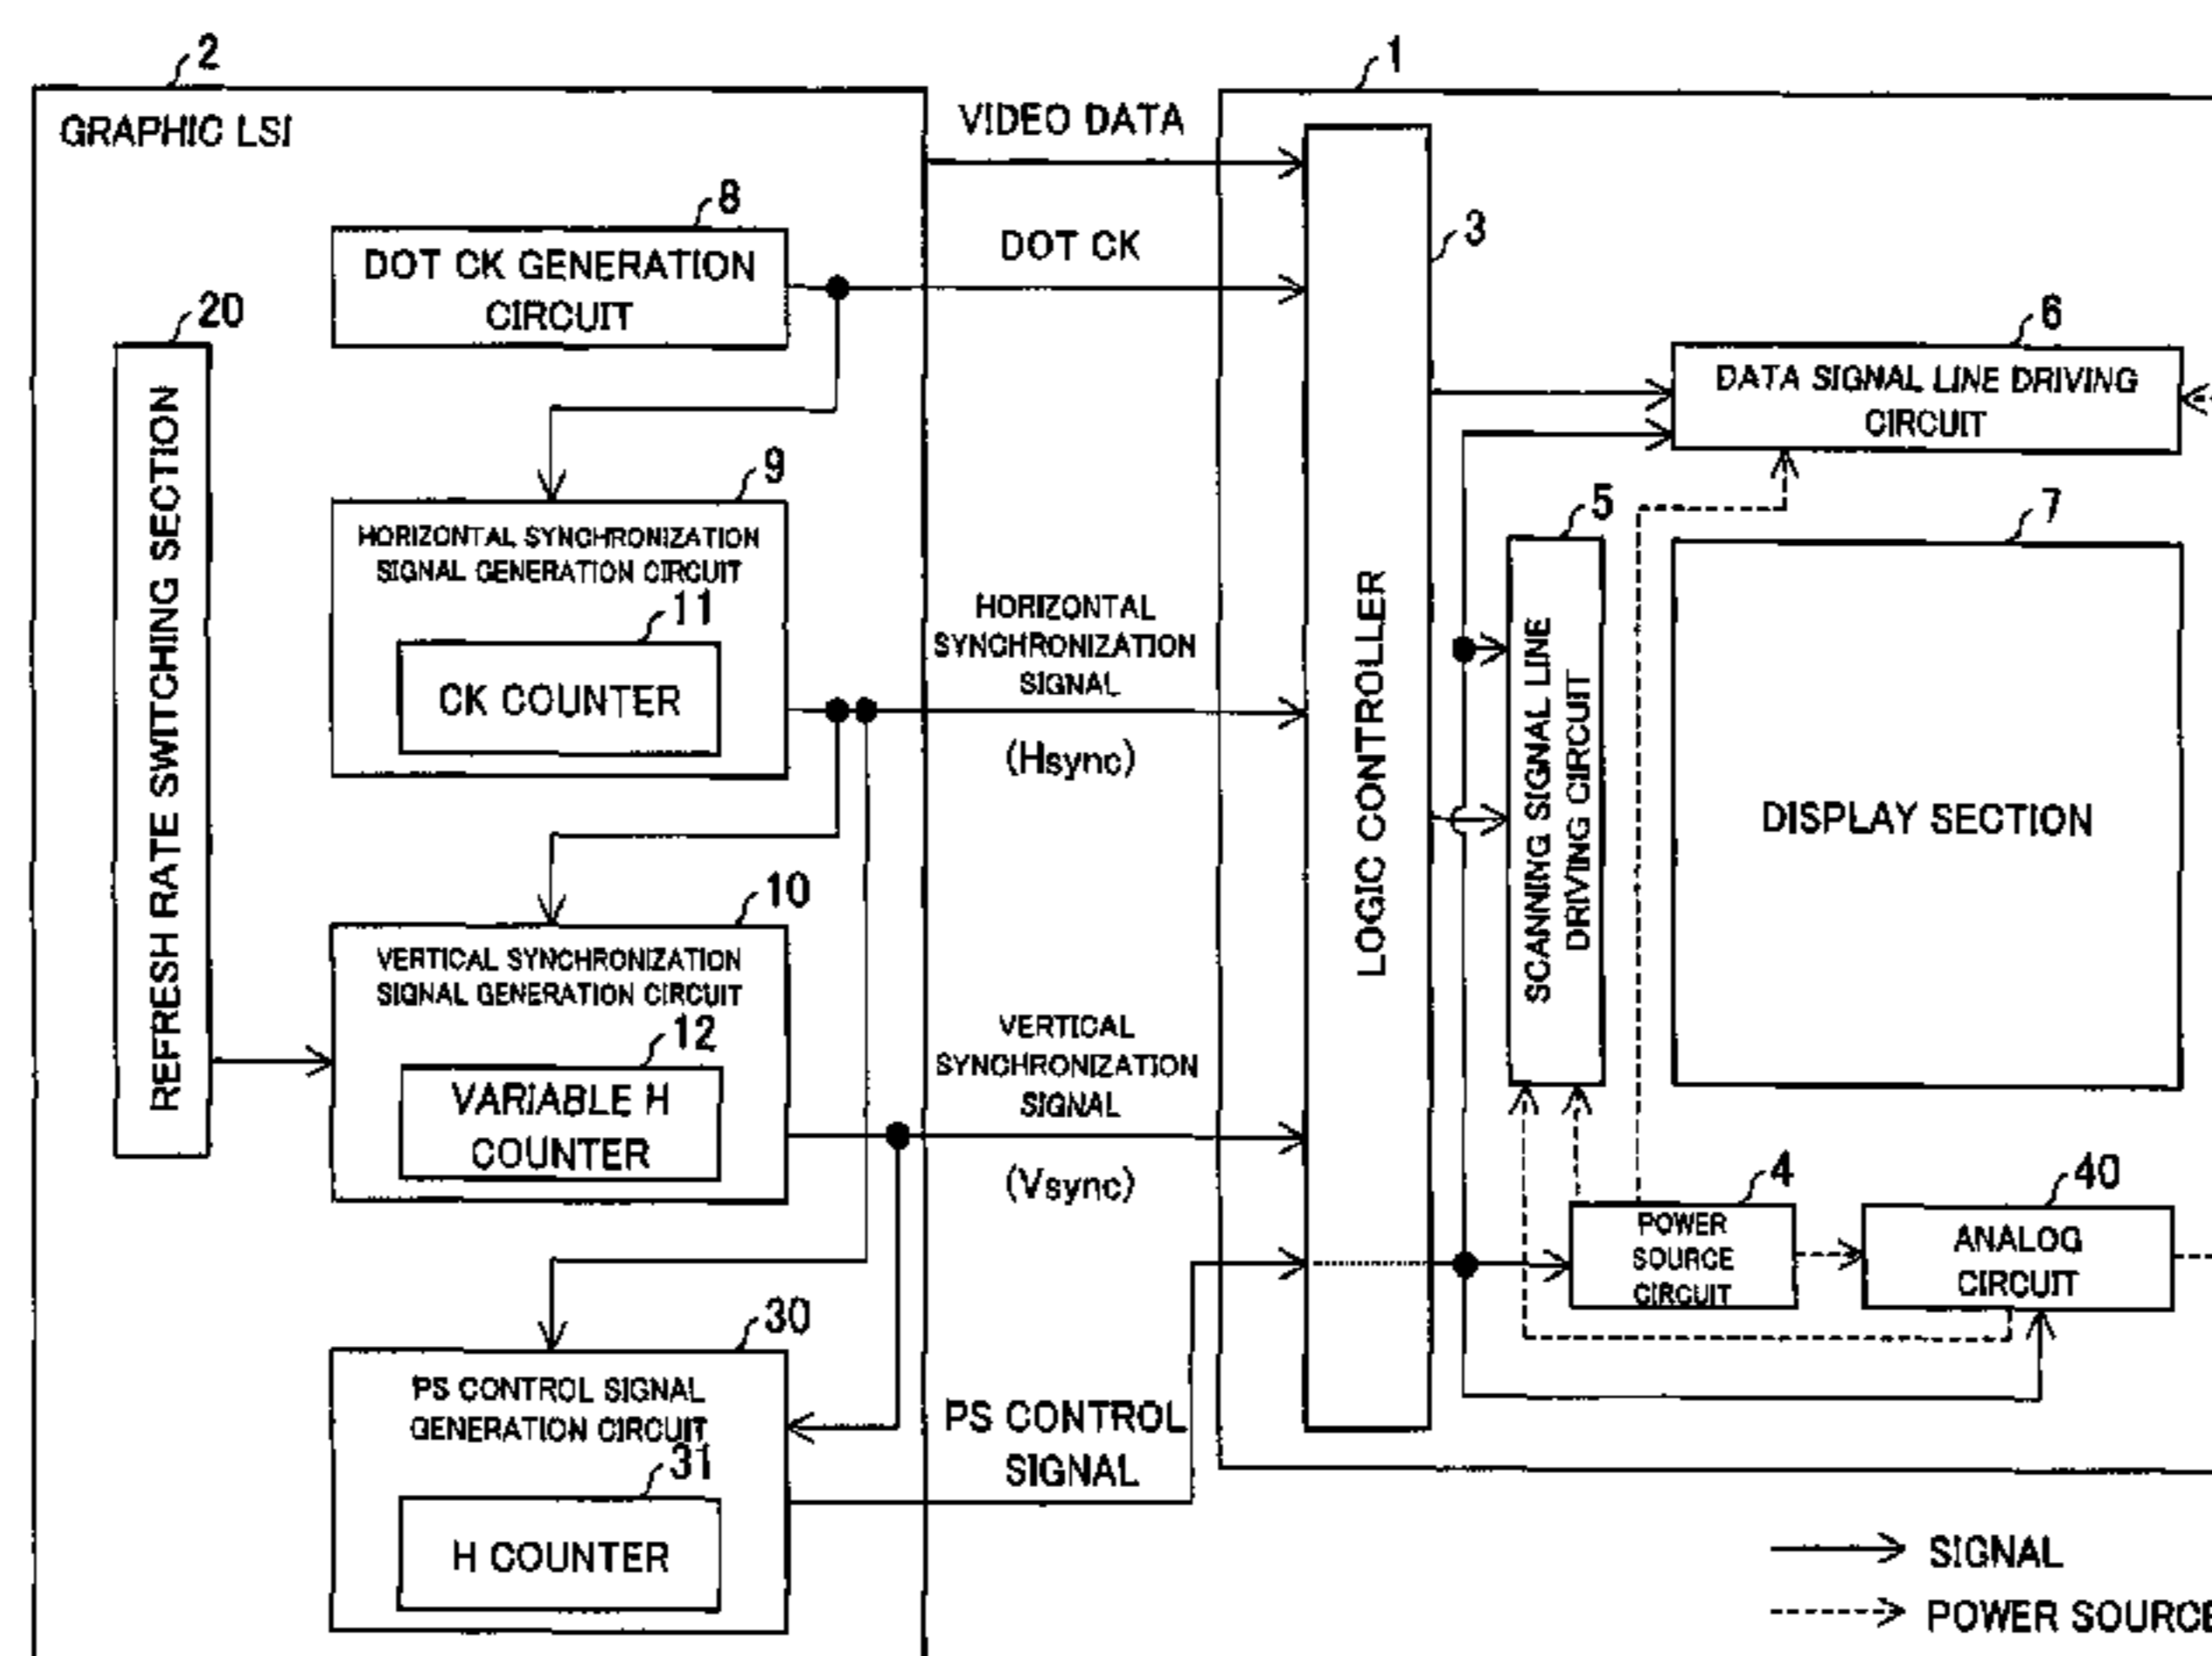 2
GRAPHIC LSI
20
REFRESH RATE SWITCHING SECTION
8
DOT CK GENERATION
CIRCUIT
9
HORIZONTAL SYNCHRONIZATION
SIGNAL GENERATION CIRCUIT
11
CK COUNTER
10
VERTICAL SYNCHRONIZATION
SIGNAL GENERATION CIRCUIT
12
VARIABLE H
COUNTER
30
PS CONTROL SIGNAL
GENERATION CIRCUIT
31
H COUNTER
VIDEO DATA
DOT CK
HORIZONTAL
SYNCHRONIZATION
SIGNAL
(Hsync)
VERTICAL
SYNCHRONIZATION
SIGNAL
(Vsync)
PS CONTROL
SIGNAL
1
3
LOGIC CONTROLLER
6
DATA SIGNAL LINE DRIVING
CIRCUIT
5
SCANNING SIGNAL LINE
DRIVING CIRCUIT
7
DISPLAY SECTION
4
POWER
SOURCE
CIRCUIT
40
ANALOG
CIRCUIT
SIGNAL
POWER SOURCE